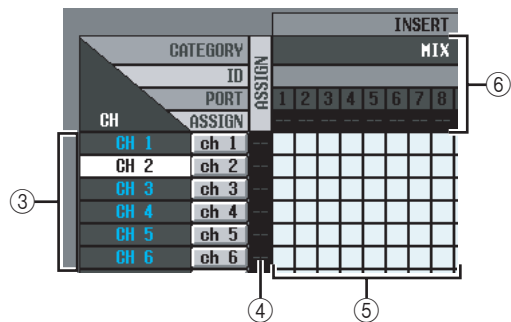 INSERT
CATEGORY MIX
ID
PORT 1 2 3 4 5 6 7 8
CH ASSIGN -- -- -- -- -- -- -- --
ASSIGN
CH 1 ch 1 --
CH 2 ch 2 --
CH 3 ch 3 --
CH 4 ch 4 --
CH 5 ch 5 --
CH 6 ch 6 --
③
④
⑤
⑥